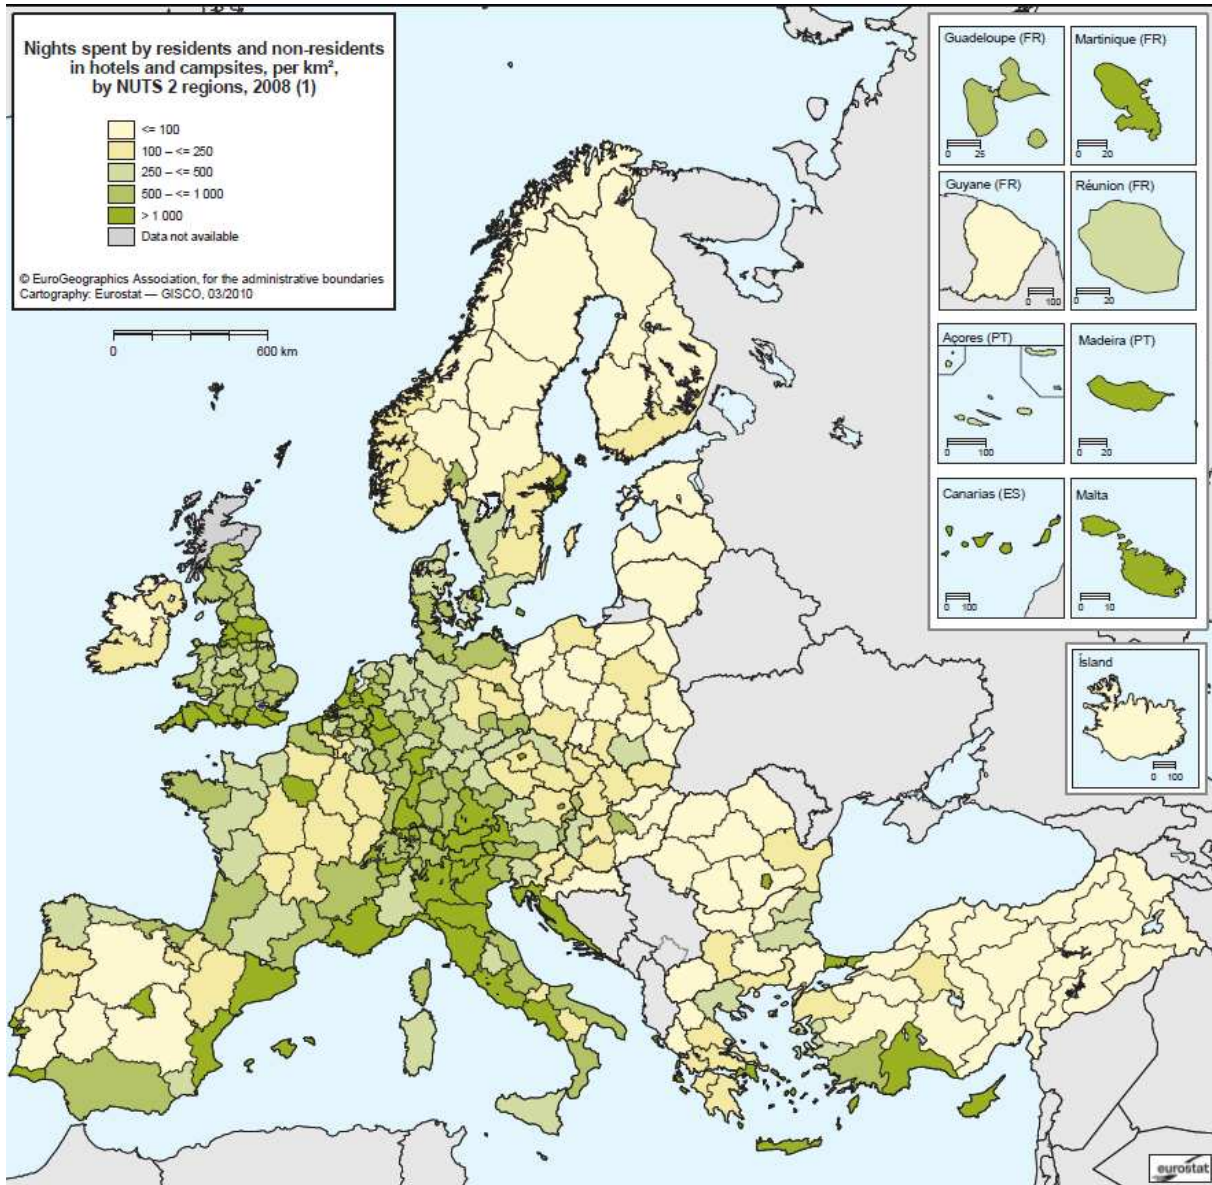 Nights spent by residents and non-residents
in hotels and campsites, per km²,
by NUTS 2 regions, 2008 (1)
<= 100
100 – <= 250
250 – <= 500
500 – <= 1 000
> 1 000
Data not available
© EuroGeographics Association, for the administrative boundaries
Cartography: Eurostat — GISCO, 03/2010
0 600 km
Guadeloupe (FR)
0 25
Martinique (FR)
0 20
Guyane (FR)
0 100
Réunion (FR)
0 20
Açores (PT)
0 100
Madeira (PT)
0 20
Canarias (ES)
0 100
Malta
0 10
Ísland
0 100
eurostat